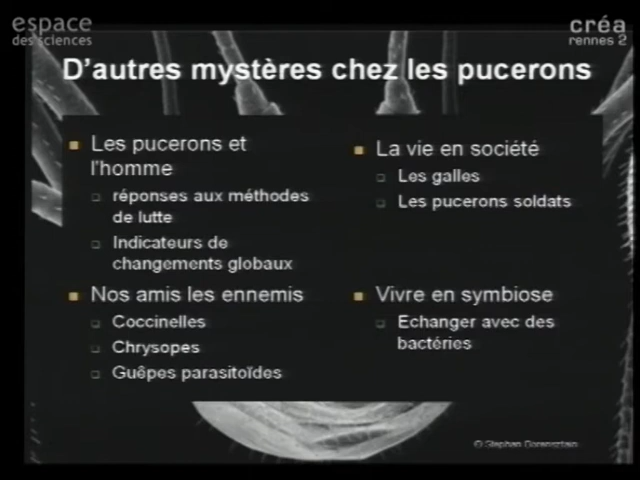 espace
des sciences
créa
rennes 2
D'autres mystères chez les pucerons
Les pucerons et
l'homme
réponses aux méthodes
de lutte
Indicateurs de
changements globaux
Nos amis les ennemis
Coccinelles
Chrysopes
Guêpes parasitoïdes
La vie en société
Les galles
Les pucerons soldats
Vivre en symbiose
Echanger avec des
bactéries
© Stephan Borensztajn